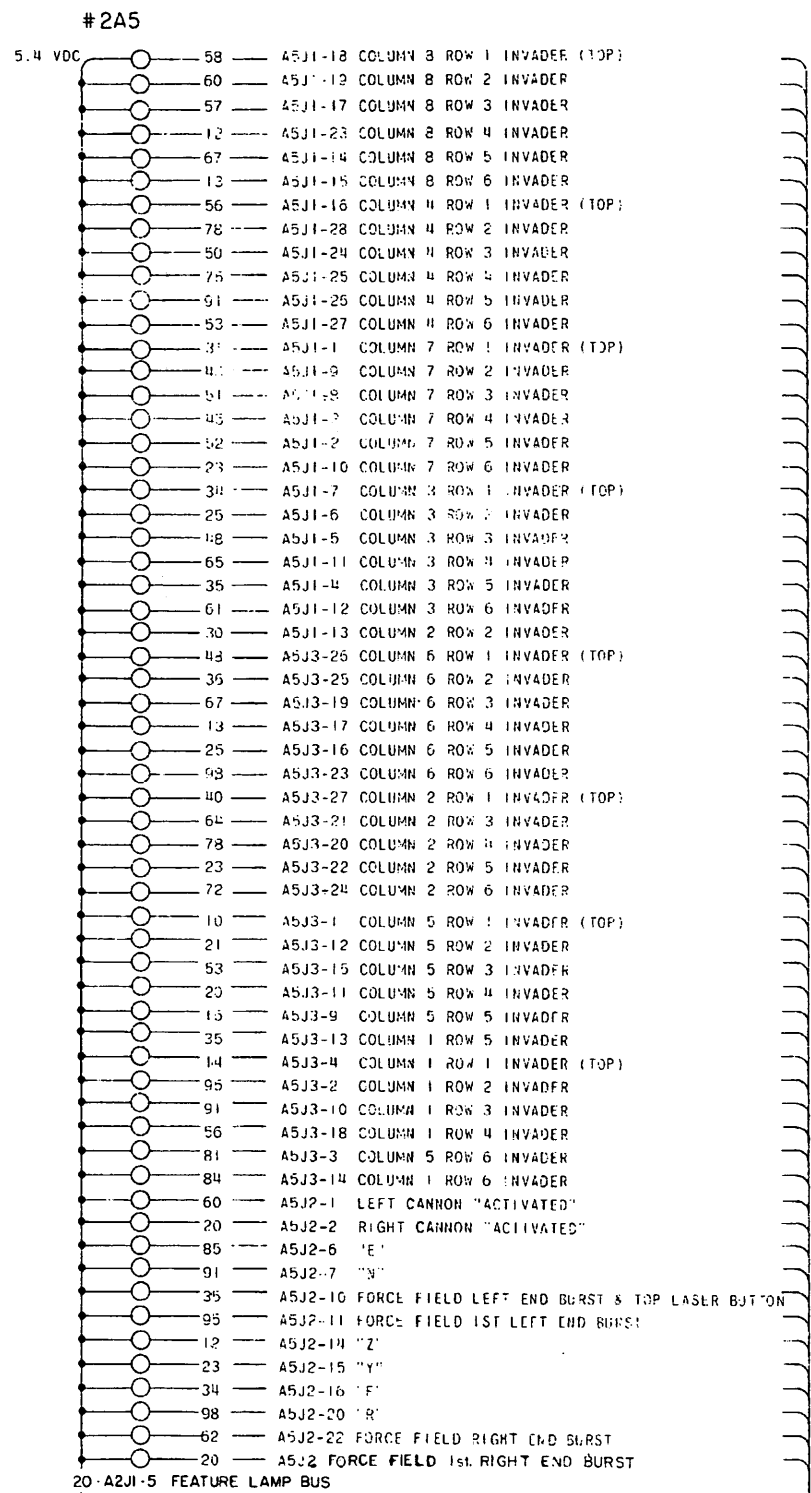 #2A5
5.4 VDC
58 A5J1-18 COLUMN 8 ROW 1 INVADER (TOP)
60 A5J1-19 COLUMN 8 ROW 2 INVADER
57 A5J1-17 COLUMN 8 ROW 3 INVADER
12 A5J1-23 COLUMN 8 ROW 4 INVADER
67 A5J1-14 COLUMN 8 ROW 5 INVADER
13 A5J1-15 COLUMN 8 ROW 6 INVADER
56 A5J1-16 COLUMN 4 ROW 1 INVADER (TOP)
78 A5J1-28 COLUMN 4 ROW 2 INVADER
50 A5J1-24 COLUMN 4 ROW 3 INVADER
75 A5J1-25 COLUMN 4 ROW 4 INVADER
91 A5J1-26 COLUMN 4 ROW 5 INVADER
53 A5J1-27 COLUMN 4 ROW 6 INVADER
A5J1-1 COLUMN 7 ROW 1 INVADER (TOP)
A5J1-9 COLUMN 7 ROW 2 INVADER
51 A5J1-8 COLUMN 7 ROW 3 INVADER
A5J1-3 COLUMN 7 ROW 4 INVADER
52 A5J1-2 COLUMN 7 ROW 5 INVADER
23 A5J1-10 COLUMN 7 ROW 6 INVADER
34 A5J1-7 COLUMN 3 ROW 1 INVADER (TOP)
25 A5J1-6 COLUMN 3 ROW 2 INVADER
48 A5J1-5 COLUMN 3 ROW 3 INVADER
65 A5J1-11 COLUMN 3 ROW 4 INVADER
35 A5J1-4 COLUMN 3 ROW 5 INVADER
61 A5J1-12 COLUMN 3 ROW 6 INVADER
30 A5J1-13 COLUMN 2 ROW 2 INVADER
43 A5J3-26 COLUMN 6 ROW 1 INVADER (TOP)
36 A5J3-25 COLUMN 6 ROW 2 INVADER
67 A5J3-19 COLUMN 6 ROW 3 INVADER
13 A5J3-17 COLUMN 6 ROW 4 INVADER
25 A5J3-16 COLUMN 6 ROW 5 INVADER
98 A5J3-23 COLUMN 6 ROW 6 INVADER
40 A5J3-27 COLUMN 2 ROW 1 INVADER (TOP)
64 A5J3-21 COLUMN 2 ROW 3 INVADER
78 A5J3-20 COLUMN 2 ROW 4 INVADER
23 A5J3-22 COLUMN 2 ROW 5 INVADER
72 A5J3-24 COLUMN 2 ROW 6 INVADER
10 A5J3-1 COLUMN 5 ROW 1 INVADER (TOP)
21 A5J3-12 COLUMN 5 ROW 2 INVADER
53 A5J3-15 COLUMN 5 ROW 3 INVADER
20 A5J3-11 COLUMN 5 ROW 4 INVADER
A5J3-9 COLUMN 5 ROW 5 INVADER
35 A5J3-13 COLUMN 1 ROW 5 INVADER
14 A5J3-4 COLUMN 1 ROW 1 INVADER (TOP)
95 A5J3-2 COLUMN 1 ROW 2 INVADER
91 A5J3-10 COLUMN 1 ROW 3 INVADER
56 A5J3-18 COLUMN 1 ROW 4 INVADER
81 A5J3-3 COLUMN 5 ROW 6 INVADER
84 A5J3-14 COLUMN 1 ROW 6 INVADER
60 A5J2-1 LEFT CANNON "ACTIVATED"
20 A5J2-2 RIGHT CANNON "ACTIVATED"
85 A5J2-6 "E"
91 A5J2-7 "N"
35 A5J2-10 FORCE FIELD LEFT END BURST & TOP LASER BUTTON
95 A5J2-11 FORCE FIELD 1ST LEFT END BURST
12 A5J2-14 "Z"
23 A5J2-15 "Y"
34 A5J2-16
98 A5J2-20 "R"
62 A5J2-22 FORCE FIELD RIGHT END BURST
20 A5J2 FORCE FIELD 1st. RIGHT END BURST
20-A2J1-5 FEATURE LAMP BUS